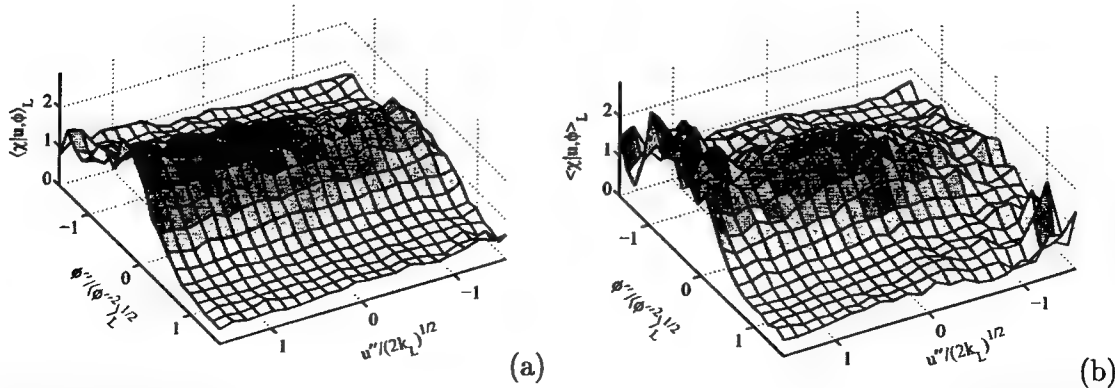 ⟨χ|u,φ⟩_L
2
1
0
−1
0
1
ø''/(ø''²)_L^{1/2}
1
0
−1
u''/(2k_L)^{1/2}
(a)
<χ|u,φ>_L
2
1
0
−1
0
1
ø''/(ø''²)_L^{1/2}
1
0
−1
u''/(2k_L)^{1/2}
(b)